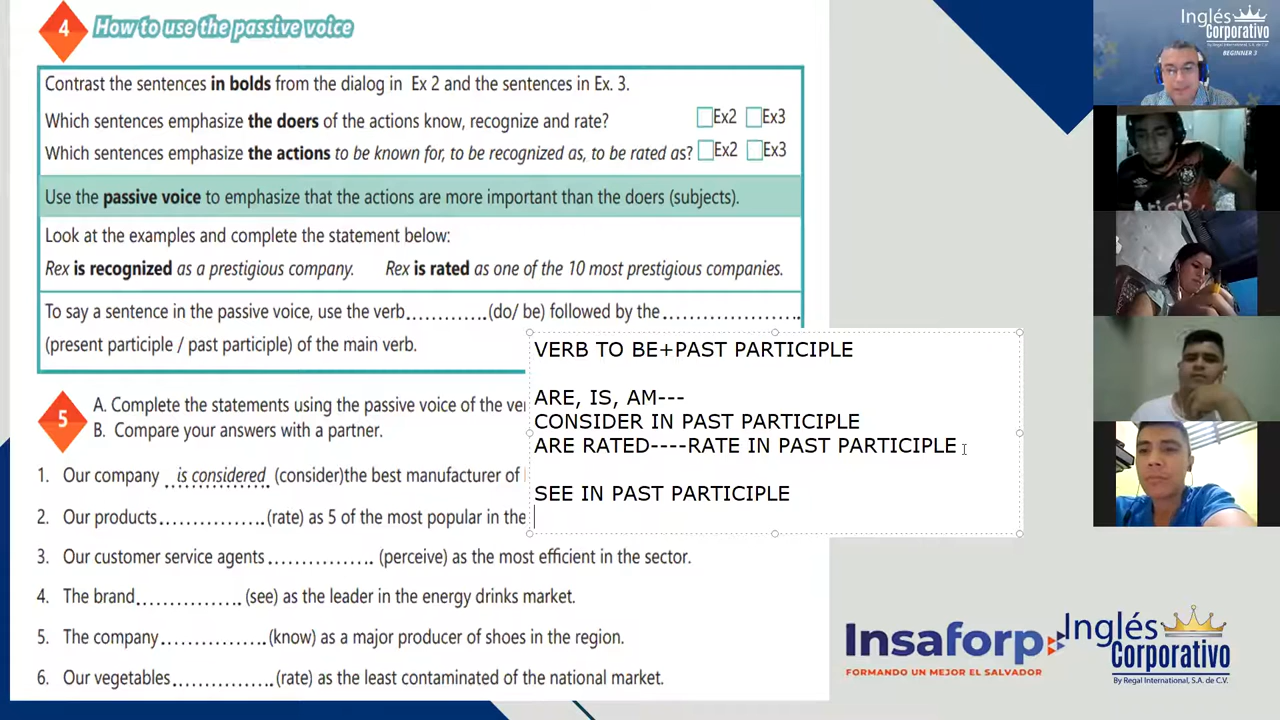 4 How to use the passive voice
Contrast the sentences in bolds from the dialog in Ex 2 and the sentences in Ex. 3.
Which sentences emphasize the doers of the actions know, recognize and rate? Ex2 Ex3
Which sentences emphasize the actions to be known for, to be recognized as, to be rated as? Ex2 Ex3
Use the passive voice to emphasize that the actions are more important than the doers (subjects).
Look at the examples and complete the statement below:
Rex is recognized as a prestigious company. Rex is rated as one of the 10 most prestigious companies.
To say a sentence in the passive voice, use the verb............(do/ be) followed by the ....................
(present participle / past participle) of the main verb.
VERB TO BE+PAST PARTICIPLE
ARE, IS, AM---
CONSIDER IN PAST PARTICIPLE
ARE RATED----RATE IN PAST PARTICIPLE
SEE IN PAST PARTICIPLE
5 A. Complete the statements using the passive voice of the
B. Compare your answers with a partner.
1. Our company is considered (consider)the best manufacturer of
2. Our products............... (rate) as 5 of the most popular in the
3. Our customer service agents ............... (perceive) as the most efficient in the sector.
4. The brand............... (see) as the leader in the energy drinks market.
5. The company............... (know) as a major producer of shoes in the region.
6. Our vegetables............... (rate) as the least contaminated of the national market.
Inglés
Corporativo
By Regal International, S.A. de C.V.
BEGINNER 3
Insaforp
FORMANDO UN MEJOR EL SALVADOR
Inglés
Corporativo
By Regal International, S.A. de C.V.